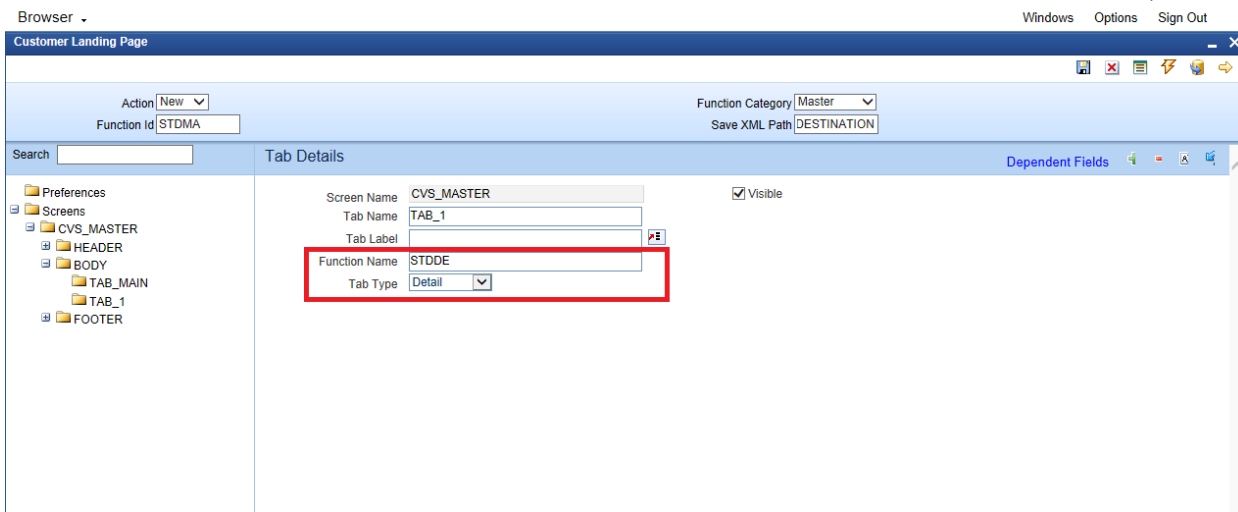 Browser
Windows Options Sign Out
Customer Landing Page
Action New
Function Category Master
Function Id STDMA
Save XML Path DESTINATION
Search
Tab Details
Dependent Fields
Preferences
Screens
CVS_MASTER
HEADER
BODY
TAB_MAIN
TAB_1
FOOTER
Screen Name CVS_MASTER
Visible
Tab Name TAB_1
Tab Label
Function Name STDDE
Tab Type Detail